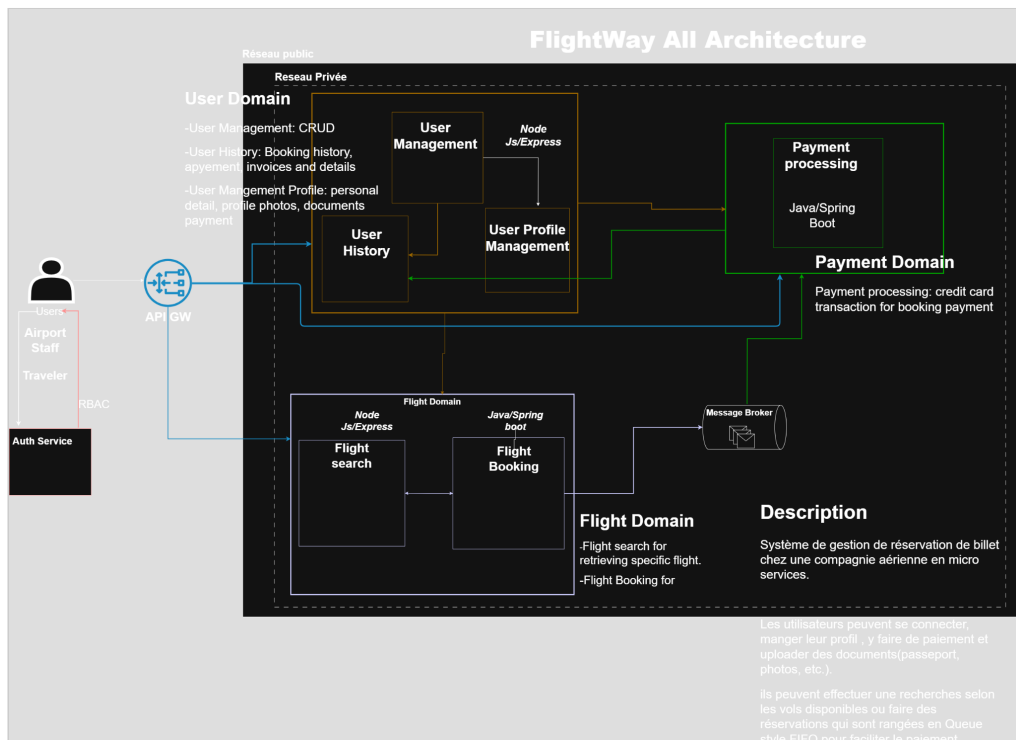 FlightWay All Architecture
Réseau public
Reseau Privée
User Domain
-User Management: CRUD
-User History: Booking history,
apyement, invoices and details
-User Mangement Profile: personal
detail, profile photos, documents
payment
User
Management
Node
Js/Express
User
History
User Profile
Management
Payment
processing
Java/Spring
Boot
Payment Domain
Payment processing: credit card
transaction for booking payment
Users
API GW
Airport
Staff
Traveler
RBAC
Auth Service
Flight Domain
Node
Js/Express
Java/Spring
boot
Flight
search
Flight
Booking
Message Broker
Flight Domain
-Flight search for
retrieving specific flight.
-Flight Booking for
Description
Système de gestion de réservation de billet
chez une compagnie aérienne en micro
services.
Les utilisateurs peuvent se connecter,
manger leur profil , y faire de paiement et
uploader des documents(passeport,
photos, etc.).
ils peuvent effectuer une recherches selon
les vols disponibles ou faire des
réservations qui sont rangées en Queue
style FIFO pour faciliter le paiement